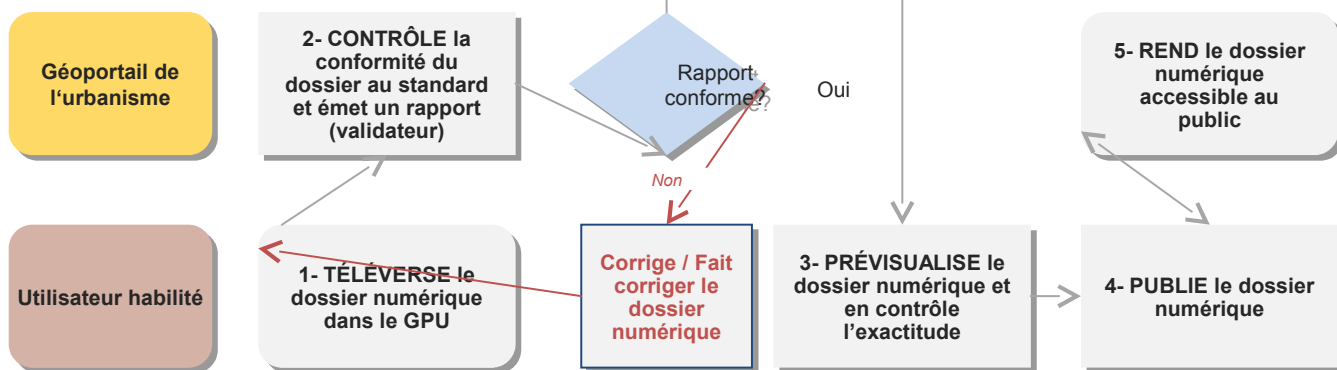 Géoportail de
l'urbanisme
2- CONTRÔLE la
conformité du
dossier au standard
et émet un rapport
(validateur)
Rapport
conforme?
Oui
5- REND le dossier
numérique
accessible au
public
Non
Utilisateur habilité
1- TÉLÉVERSE le
dossier numérique
dans le GPU
Corrige / Fait
corriger le
dossier
numérique
3- PRÉVISUALISE le
dossier numérique et
en contrôle
l’exactitude
4- PUBLIE le dossier
numérique